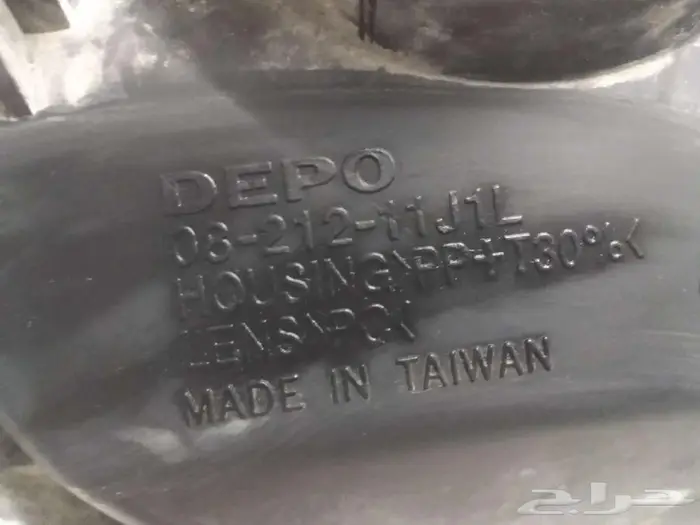 DEPO
08-212-11J1L
HOUSING>PP+T30%<
LENS>PC<
MADE IN TAIWAN
حراج